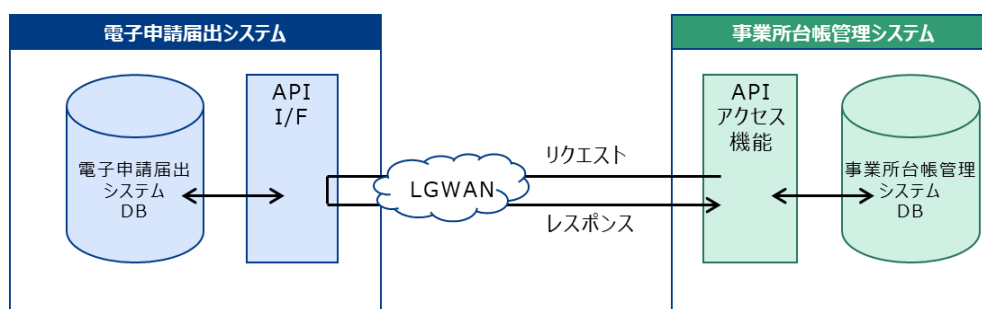 電子申請届出システム
電子申請届出
システム
DB
API
I/F
LGWAN
リクエスト
レスポンス
事業所台帳管理システム
API
アクセス
機能
事業所台帳管理
システム
DB